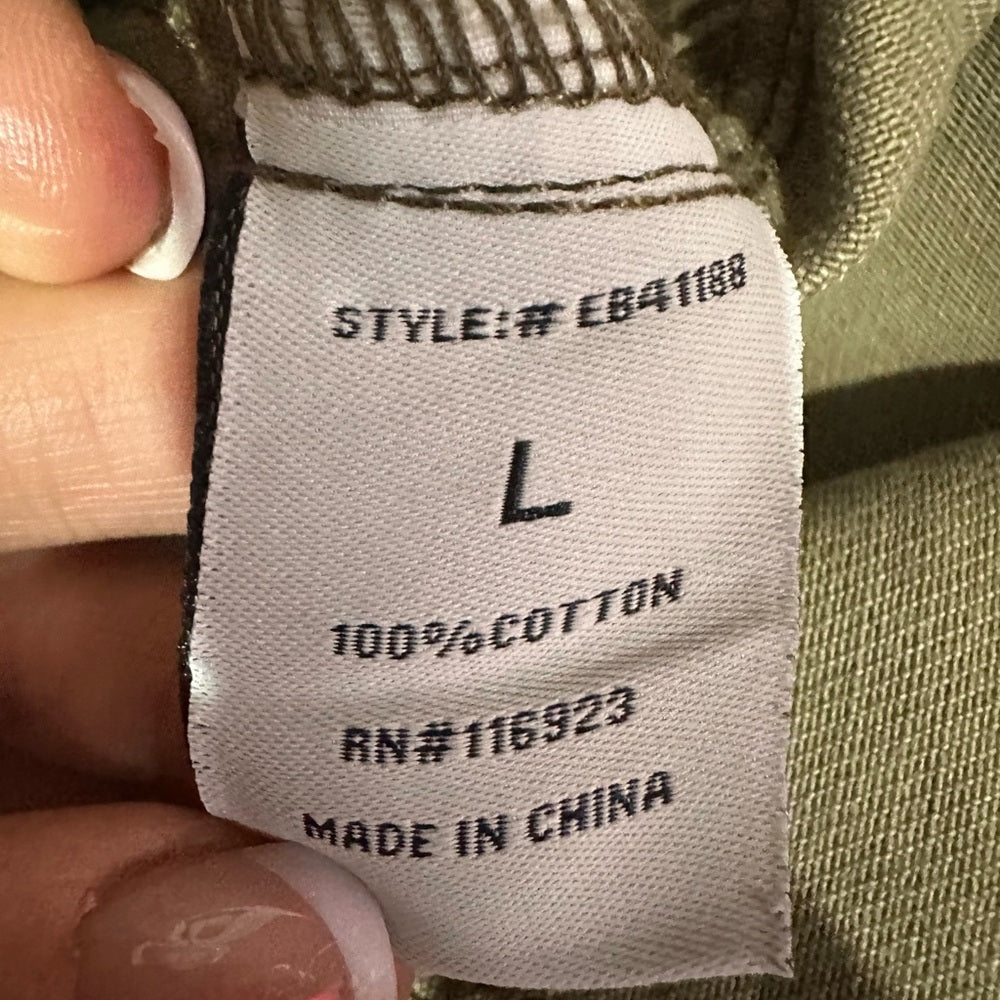 STYLE:# EB41188
L
100%COTTON
RN#116923
MADE IN CHINA